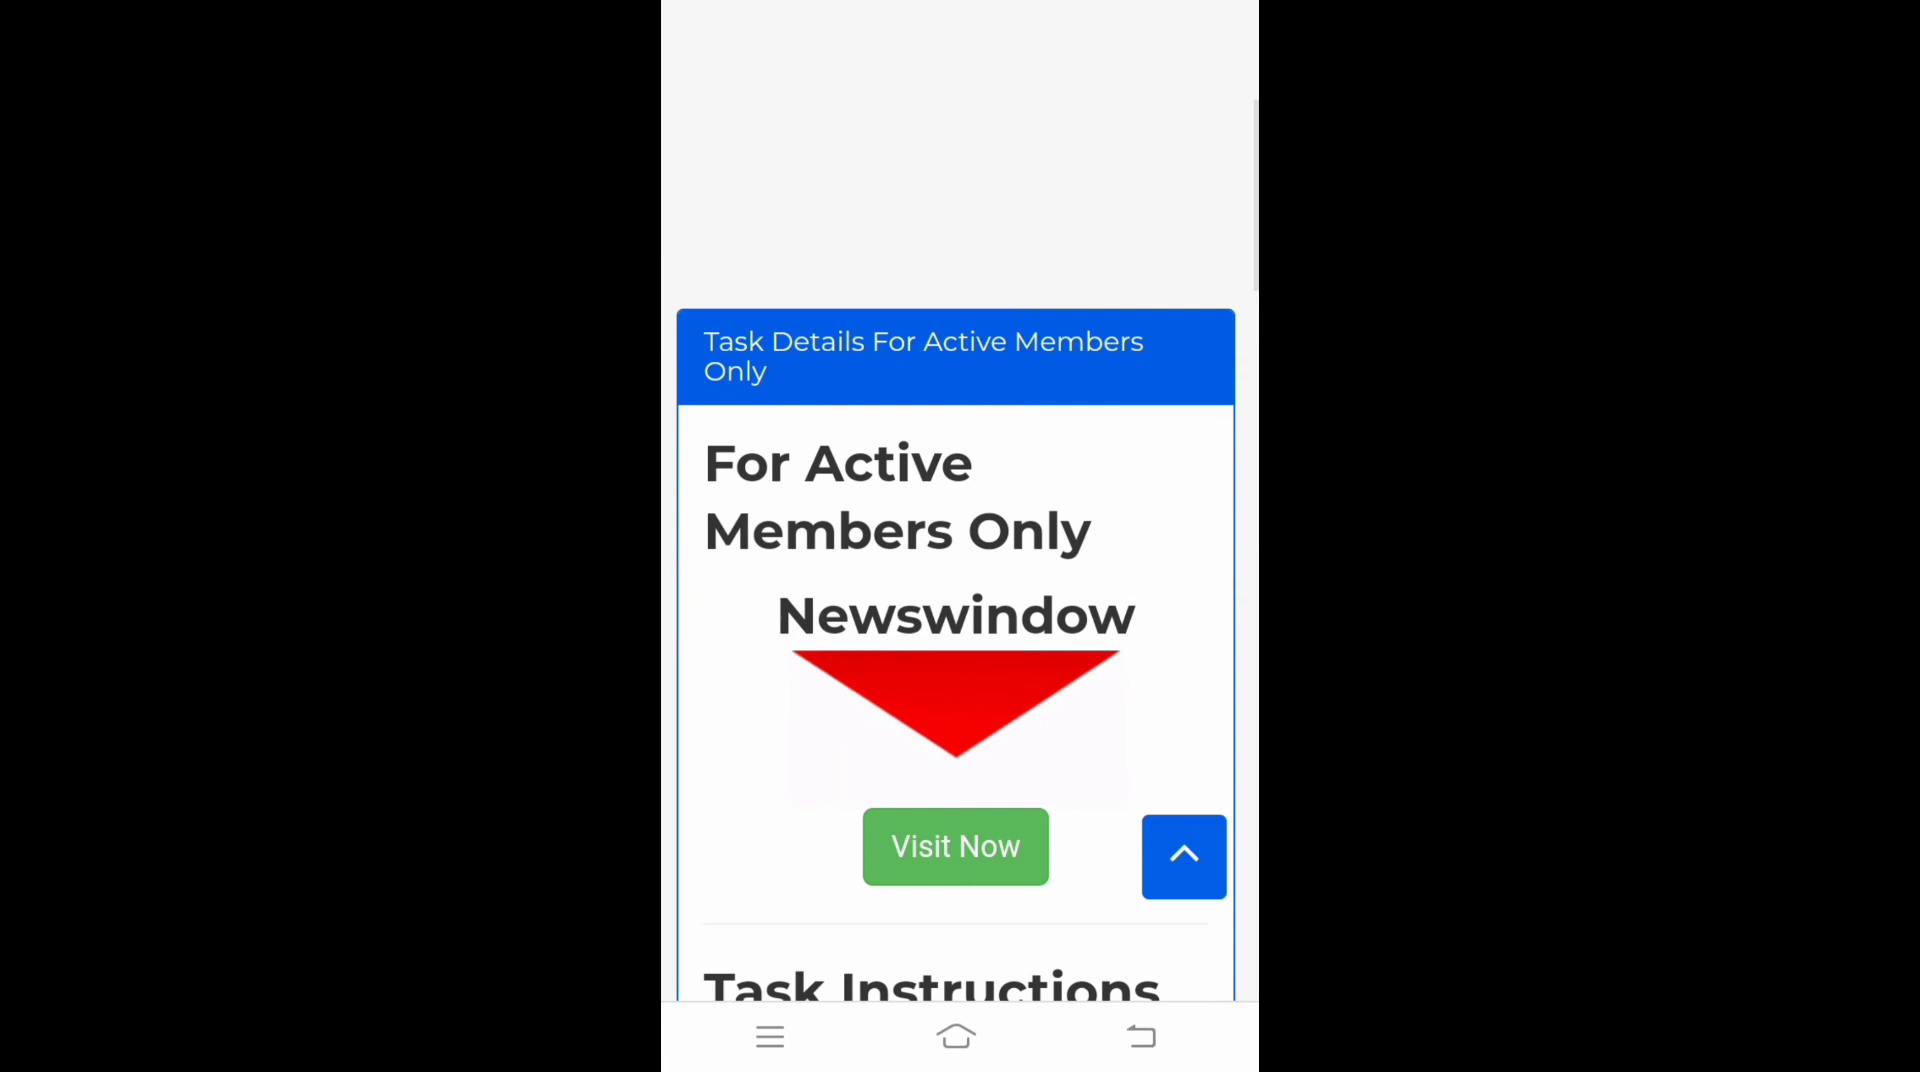 Task Details For Active Members
Only
For Active
Members Only
Newswindow
Visit Now
Task Instructions